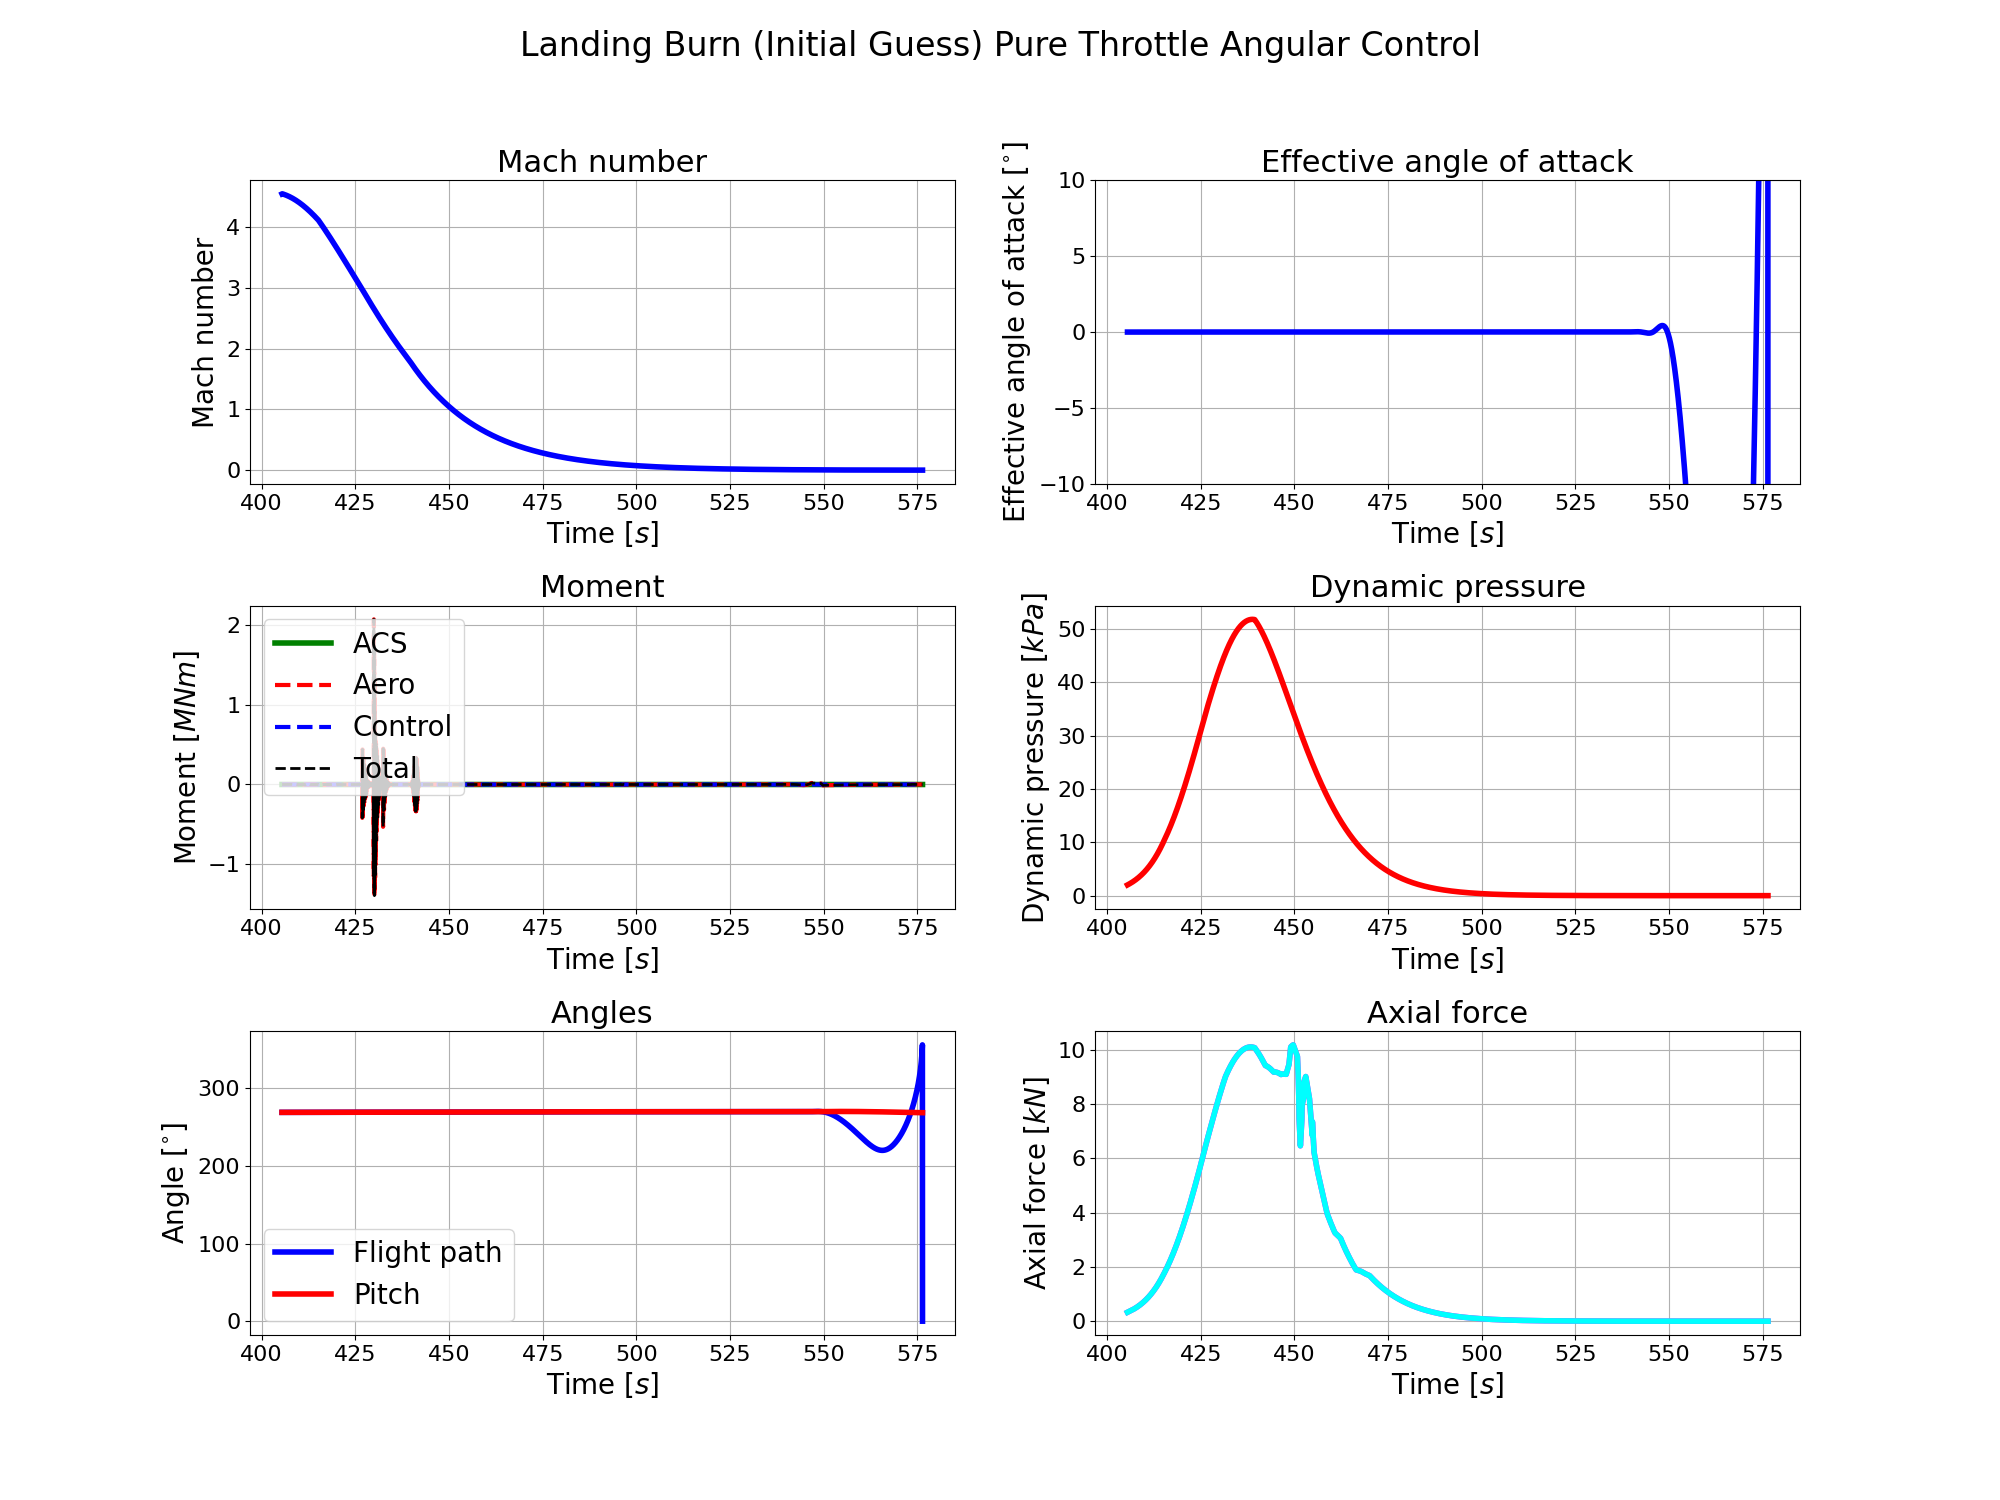 Landing Burn (Initial Guess) Pure Throttle Angular Control
Mach number
Mach number
4
3
2
1
0
400 425 450 475 500 525 550 575
Time [s]
Effective angle of attack
Effective angle of attack [°]
10
5
0
−5
−10
400 425 450 475 500 525 550 575
Time [s]
Moment
Moment [MNm]
2
1
0
−1
ACS
Aero
Control
Total
400 425 450 475 500 525 550 575
Time [s]
Dynamic pressure
Dynamic pressure [kPa]
50
40
30
20
10
0
400 425 450 475 500 525 550 575
Time [s]
Angles
Angle [°]
300
200
100
0
Flight path
Pitch
400 425 450 475 500 525 550 575
Time [s]
Axial force
Axial force [kN]
10
8
6
4
2
0
400 425 450 475 500 525 550 575
Time [s]